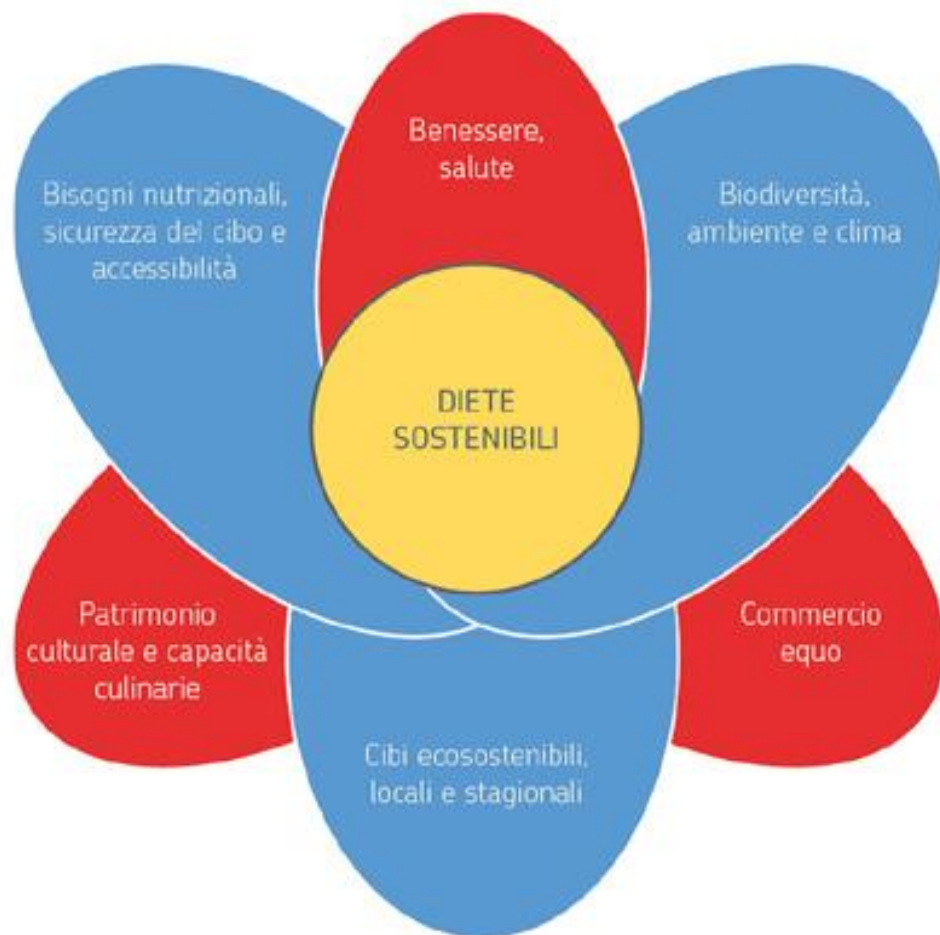 Benessere,
salute
Bisogni nutrizionali,
sicurezza del cibo e
accessibilità
Biodiversità,
ambiente e clima
DIETE
SOSTENIBILI
Patrimonio
culturale e capacità
culinarie
Commercio
equo
Cibi ecosostenibili,
locali e stagionali